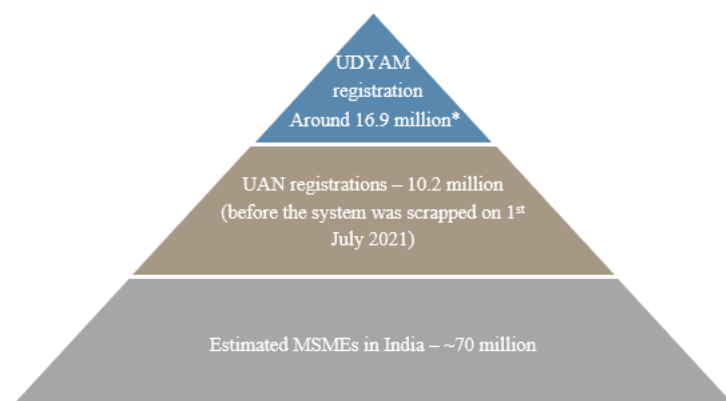 UDYAM
registration
Around 16.9 million*
UAN registrations – 10.2 million
(before the system was scrapped on 1st
July 2021)
Estimated MSMEs in India – ~70 million